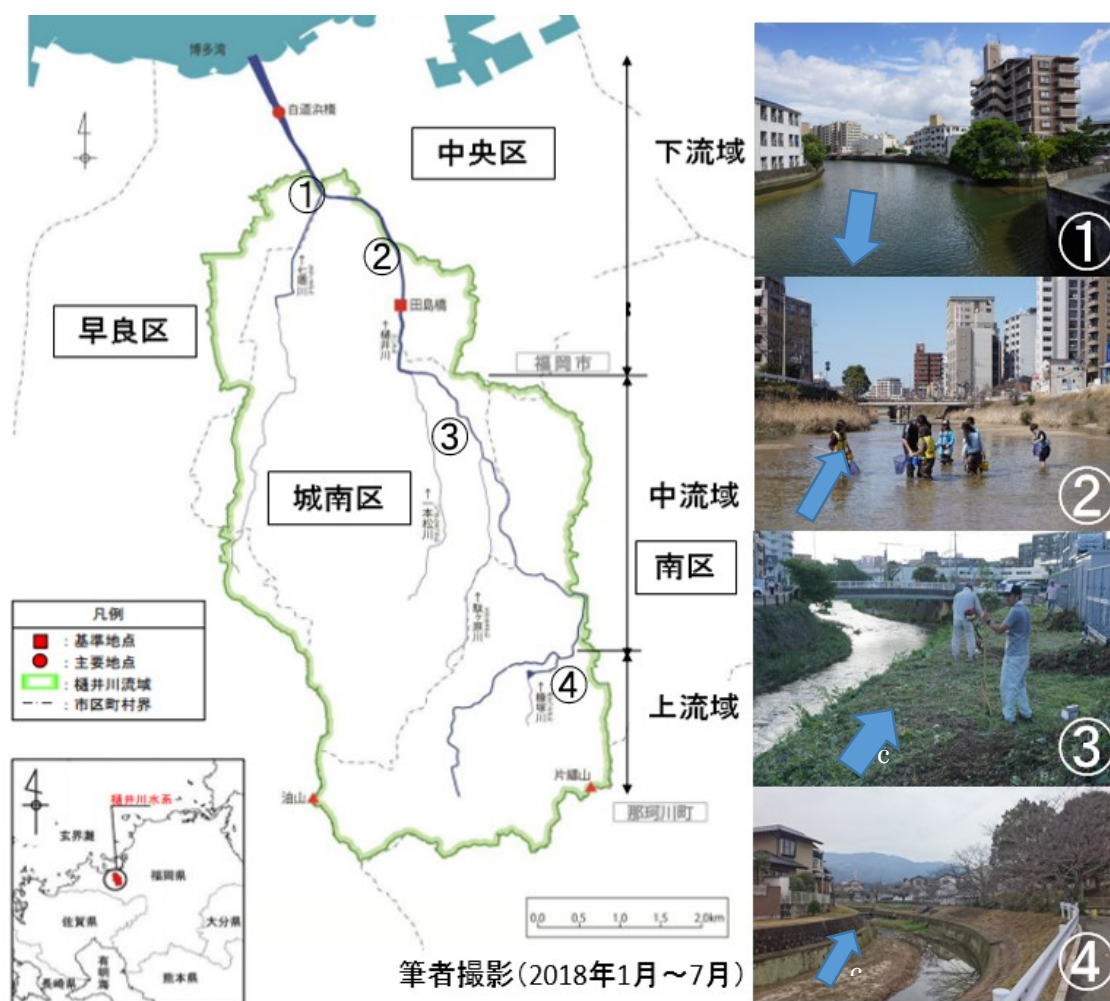 博多湾
白道浜橋
中央区
下流域
①
②
早良区
田島橋
↑樋井川
福岡市
③
城南区
↑一本松川
中流域
南区
④
上流域
凡例
：基準地点
：主要地点
：樋井川流域
：市区町村界
油山
片縄山
那珂川町
樋井川水系
玄界灘
福岡県
佐賀県
大分県
有明海
長崎県
熊本県
0.0 0.5 1.0 1.5 2.0km
筆者撮影(2018年1月～7月)
①
②
c
③
c
④